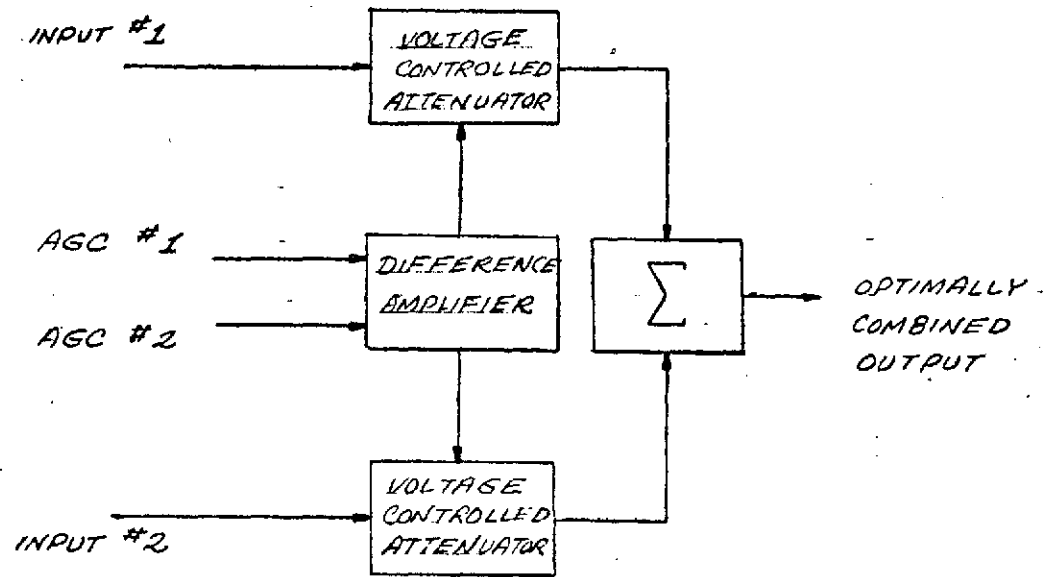 INPUT #1
VOLTAGE
CONTROLLED
ATTENUATOR
AGC #1
AGC #2
DIFFERENCE
AMPLIFIER
Σ
OPTIMALLY
COMBINED
OUTPUT
VOLTAGE
CONTROLLED
ATTENUATOR
INPUT #2